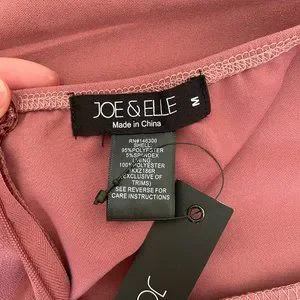 JOE & ELLE
M
Made in China
RN#146300
SHELL:
95%POLYESTER
5%SPANDEX
LINING:
100%POLYESTER
(EXCLUSIVE OF
TRIMS)
SEE REVERSE FOR
CARE INSTRUCTIONS